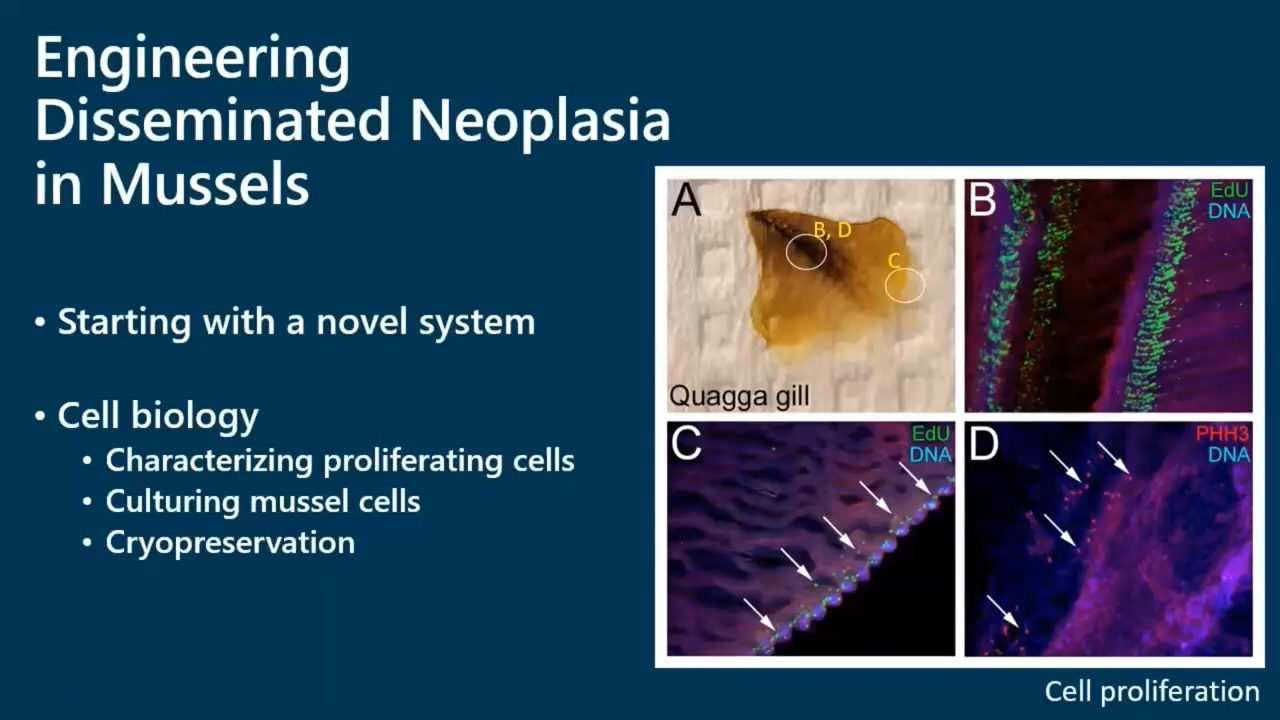 Engineering
Disseminated Neoplasia
in Mussels
• Starting with a novel system
• Cell biology
• Characterizing proliferating cells
• Culturing mussel cells
• Cryopreservation
A
B, D
C
Quagga gill
B
EdU
DNA
C
EdU
DNA
D
PHH3
DNA
Cell proliferation